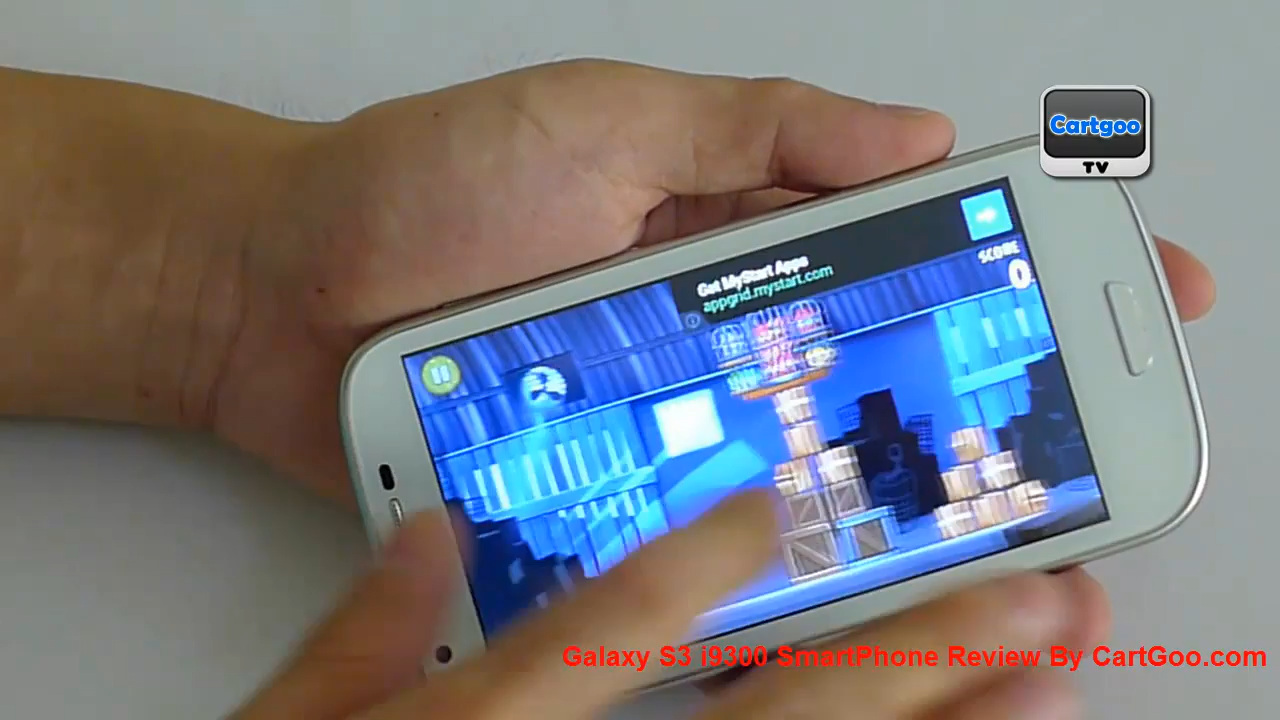 Cartgoo
TV
Get MyStart Apps
appgrid.mystart.com
SCORE
0
Galaxy S3 i9300 SmartPhone Review By CartGoo.com